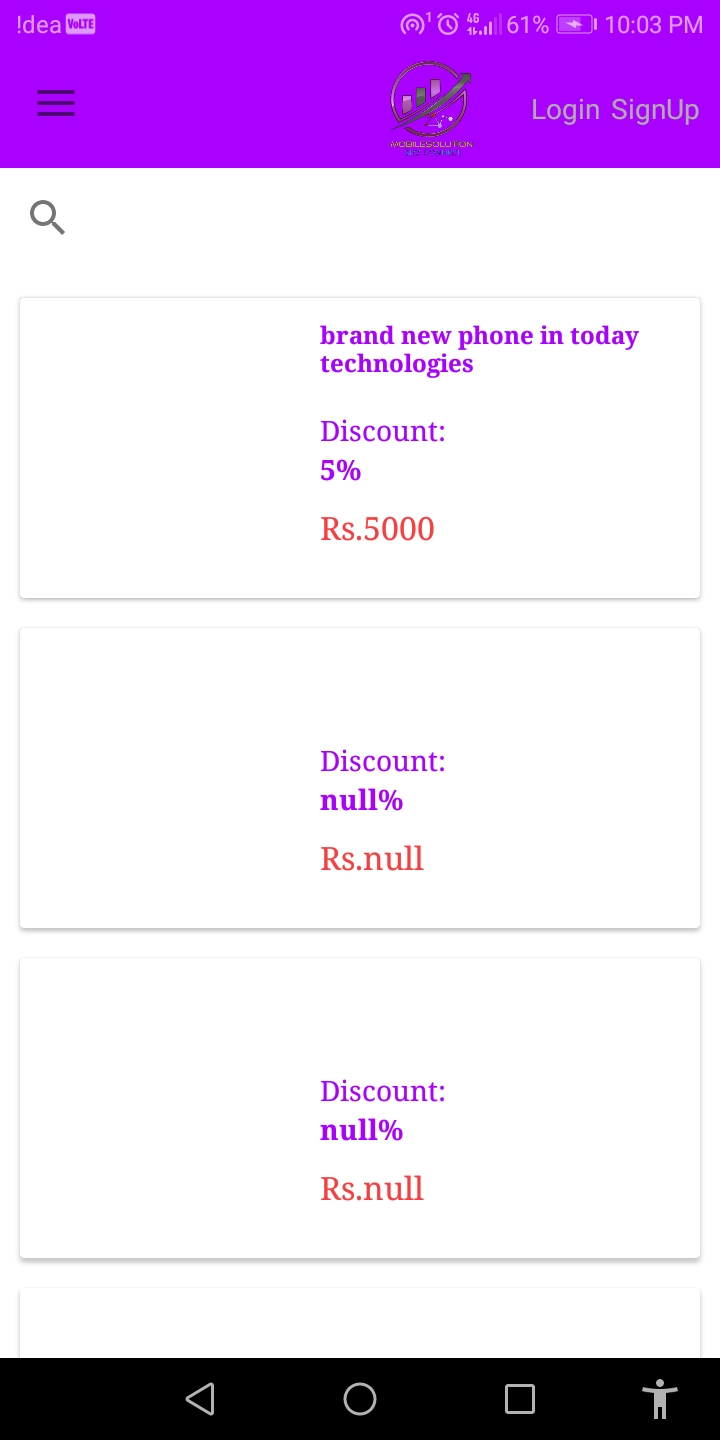 !dea VoLTE 1 4G 61% 10:03 PM
MOBILESOLUTION
Login SignUp
brand new phone in today
technologies
Discount:
5%
Rs.5000
Discount:
null%
Rs.null
Discount:
null%
Rs.null